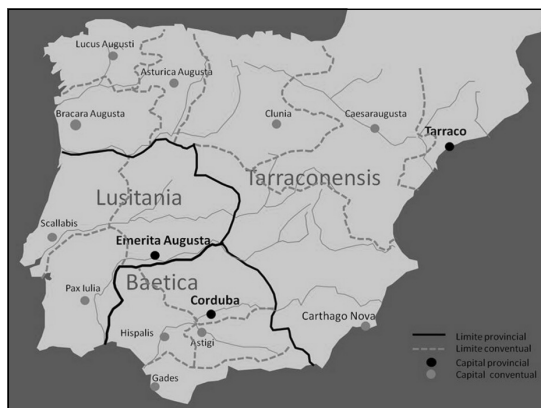 Lucus Augusti
Asturica Augusta
Bracara Augusta
Clunia
Caesaraugusta
Tarraco
Tarraconensis
Lusitania
Scallabis
Emerita Augusta
Baetica
Pax Iulia
Corduba
Carthago Nova
Hispalis
Astigi
Gades
Limite provincial
Limite conventual
Capital provincial
Capital conventual